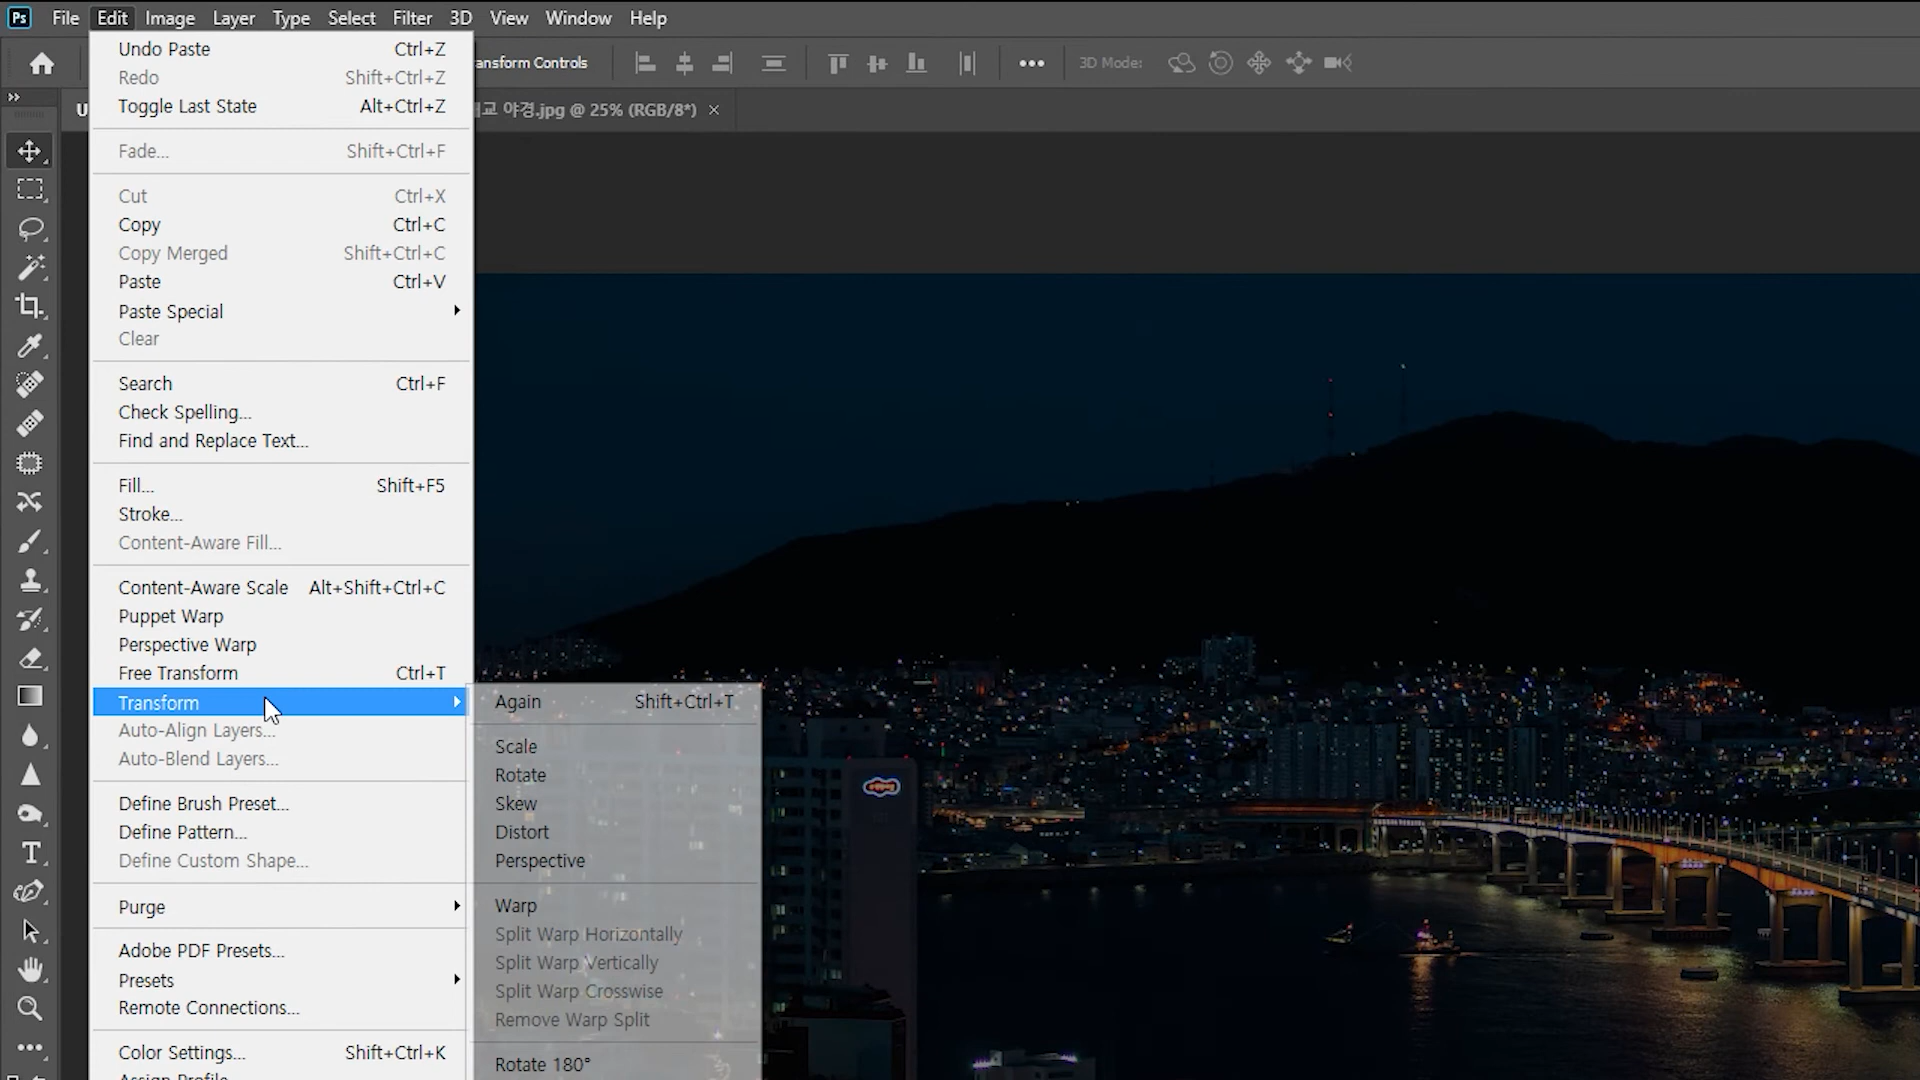 Ps File Edit Image Layer Type Select Filter 3D View Window Help
Undo Paste Ctrl+Z
ansform Controls
3D Mode:
Redo Shift+Ctrl+Z
Toggle Last State Alt+Ctrl+Z
U
교 야경.jpg @ 25% (RGB/8*) ×
Fade... Shift+Ctrl+F
Cut Ctrl+X
Copy Ctrl+C
Copy Merged Shift+Ctrl+C
Paste Ctrl+V
Paste Special
Clear
Search Ctrl+F
Check Spelling...
Find and Replace Text...
Fill... Shift+F5
Stroke...
Content-Aware Fill...
Content-Aware Scale Alt+Shift+Ctrl+C
Puppet Warp
Perspective Warp
Free Transform Ctrl+T
Transform
Auto-Align Layers...
Auto-Blend Layers...
Define Brush Preset...
Define Pattern...
Define Custom Shape...
Purge
Adobe PDF Presets...
Presets
Remote Connections...
Color Settings... Shift+Ctrl+K
Assign Profile
Again Shift+Ctrl+T
Scale
Rotate
Skew
Distort
Perspective
Warp
Split Warp Horizontally
Split Warp Vertically
Split Warp Crosswise
Remove Warp Split
Rotate 180°